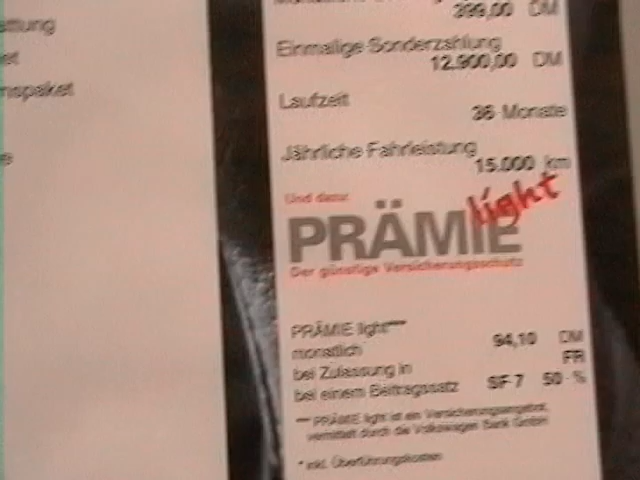 399,00 DM
Einmalige Sonderzahlung
12.900,00 DM
Laufzeit
36 Monate
Jährliche Fahrleistung
15.000 km
Und dazu:
PRÄMIE light
Der günstige Versicherungsschutz
PRÄMIE light***
monatlich 94,10 DM
bei Zulassung in FR
bei einem Beitragssatz SF 7 50 %
*** PRÄMIE light ist ein Versicherungsangebot,
vermittelt durch die Volkswagen Bank GmbH
* inkl. Überführungskosten